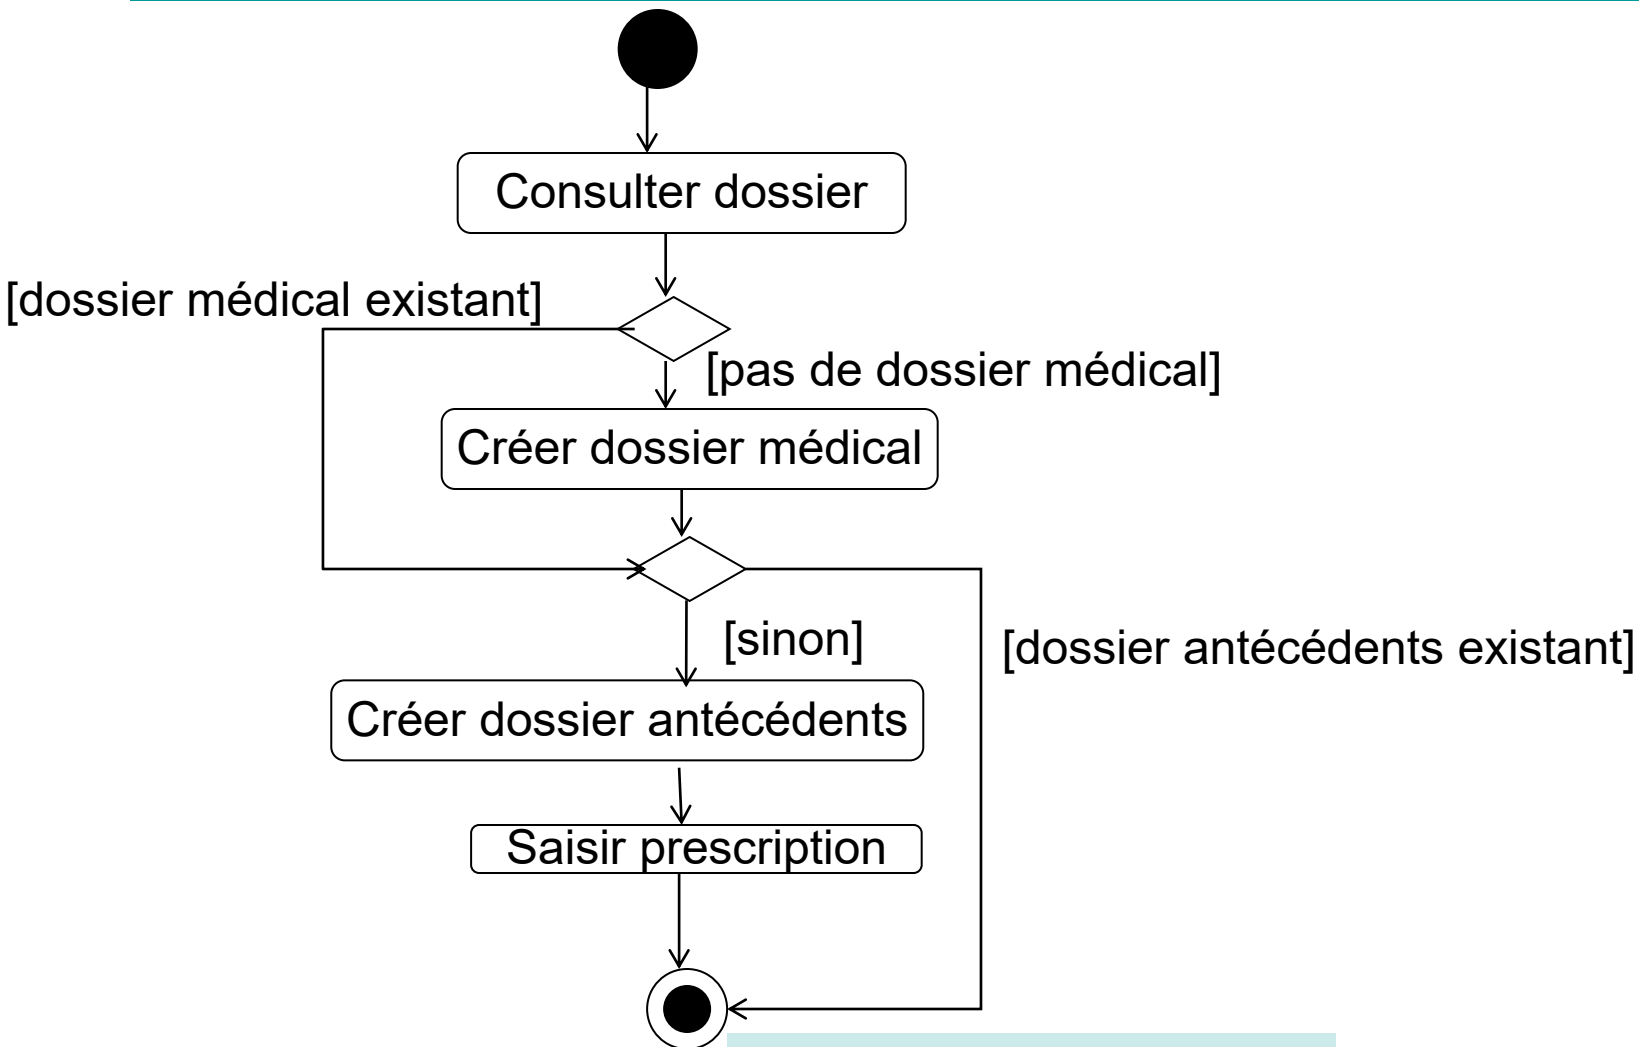 Consulter dossier
[dossier médical existant]
[pas de dossier médical]
Créer dossier médical
[sinon]
[dossier antécédents existant]
Créer dossier antécédents
Saisir prescription